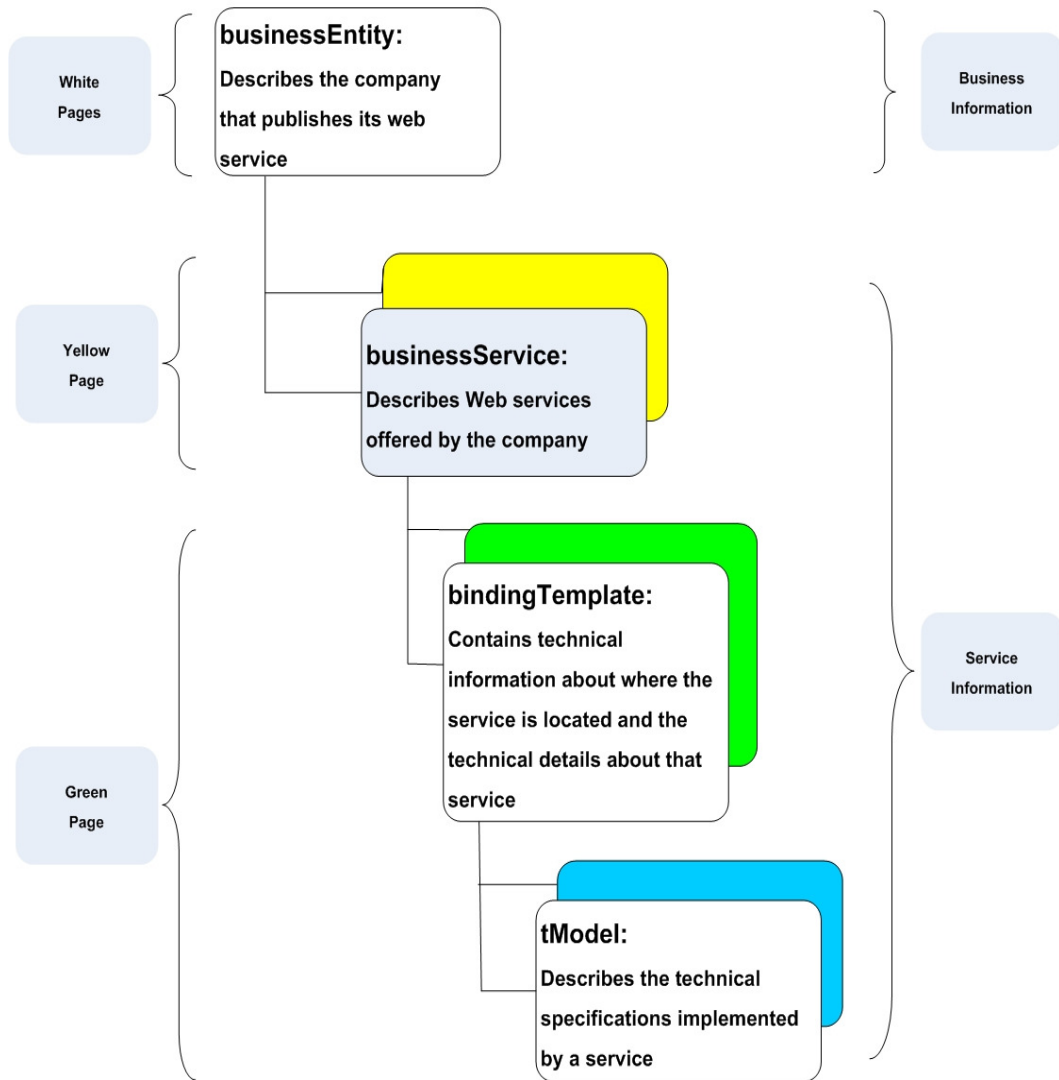 White
Pages
businessEntity:
Describes the company
that publishes its web
service
Business
Information
Yellow
Page
businessService:
Describes Web services
offered by the company
Green
Page
bindingTemplate:
Contains technical
information about where the
service is located and the
technical details about that
service
Service
Information
tModel:
Describes the technical
specifications implemented
by a service